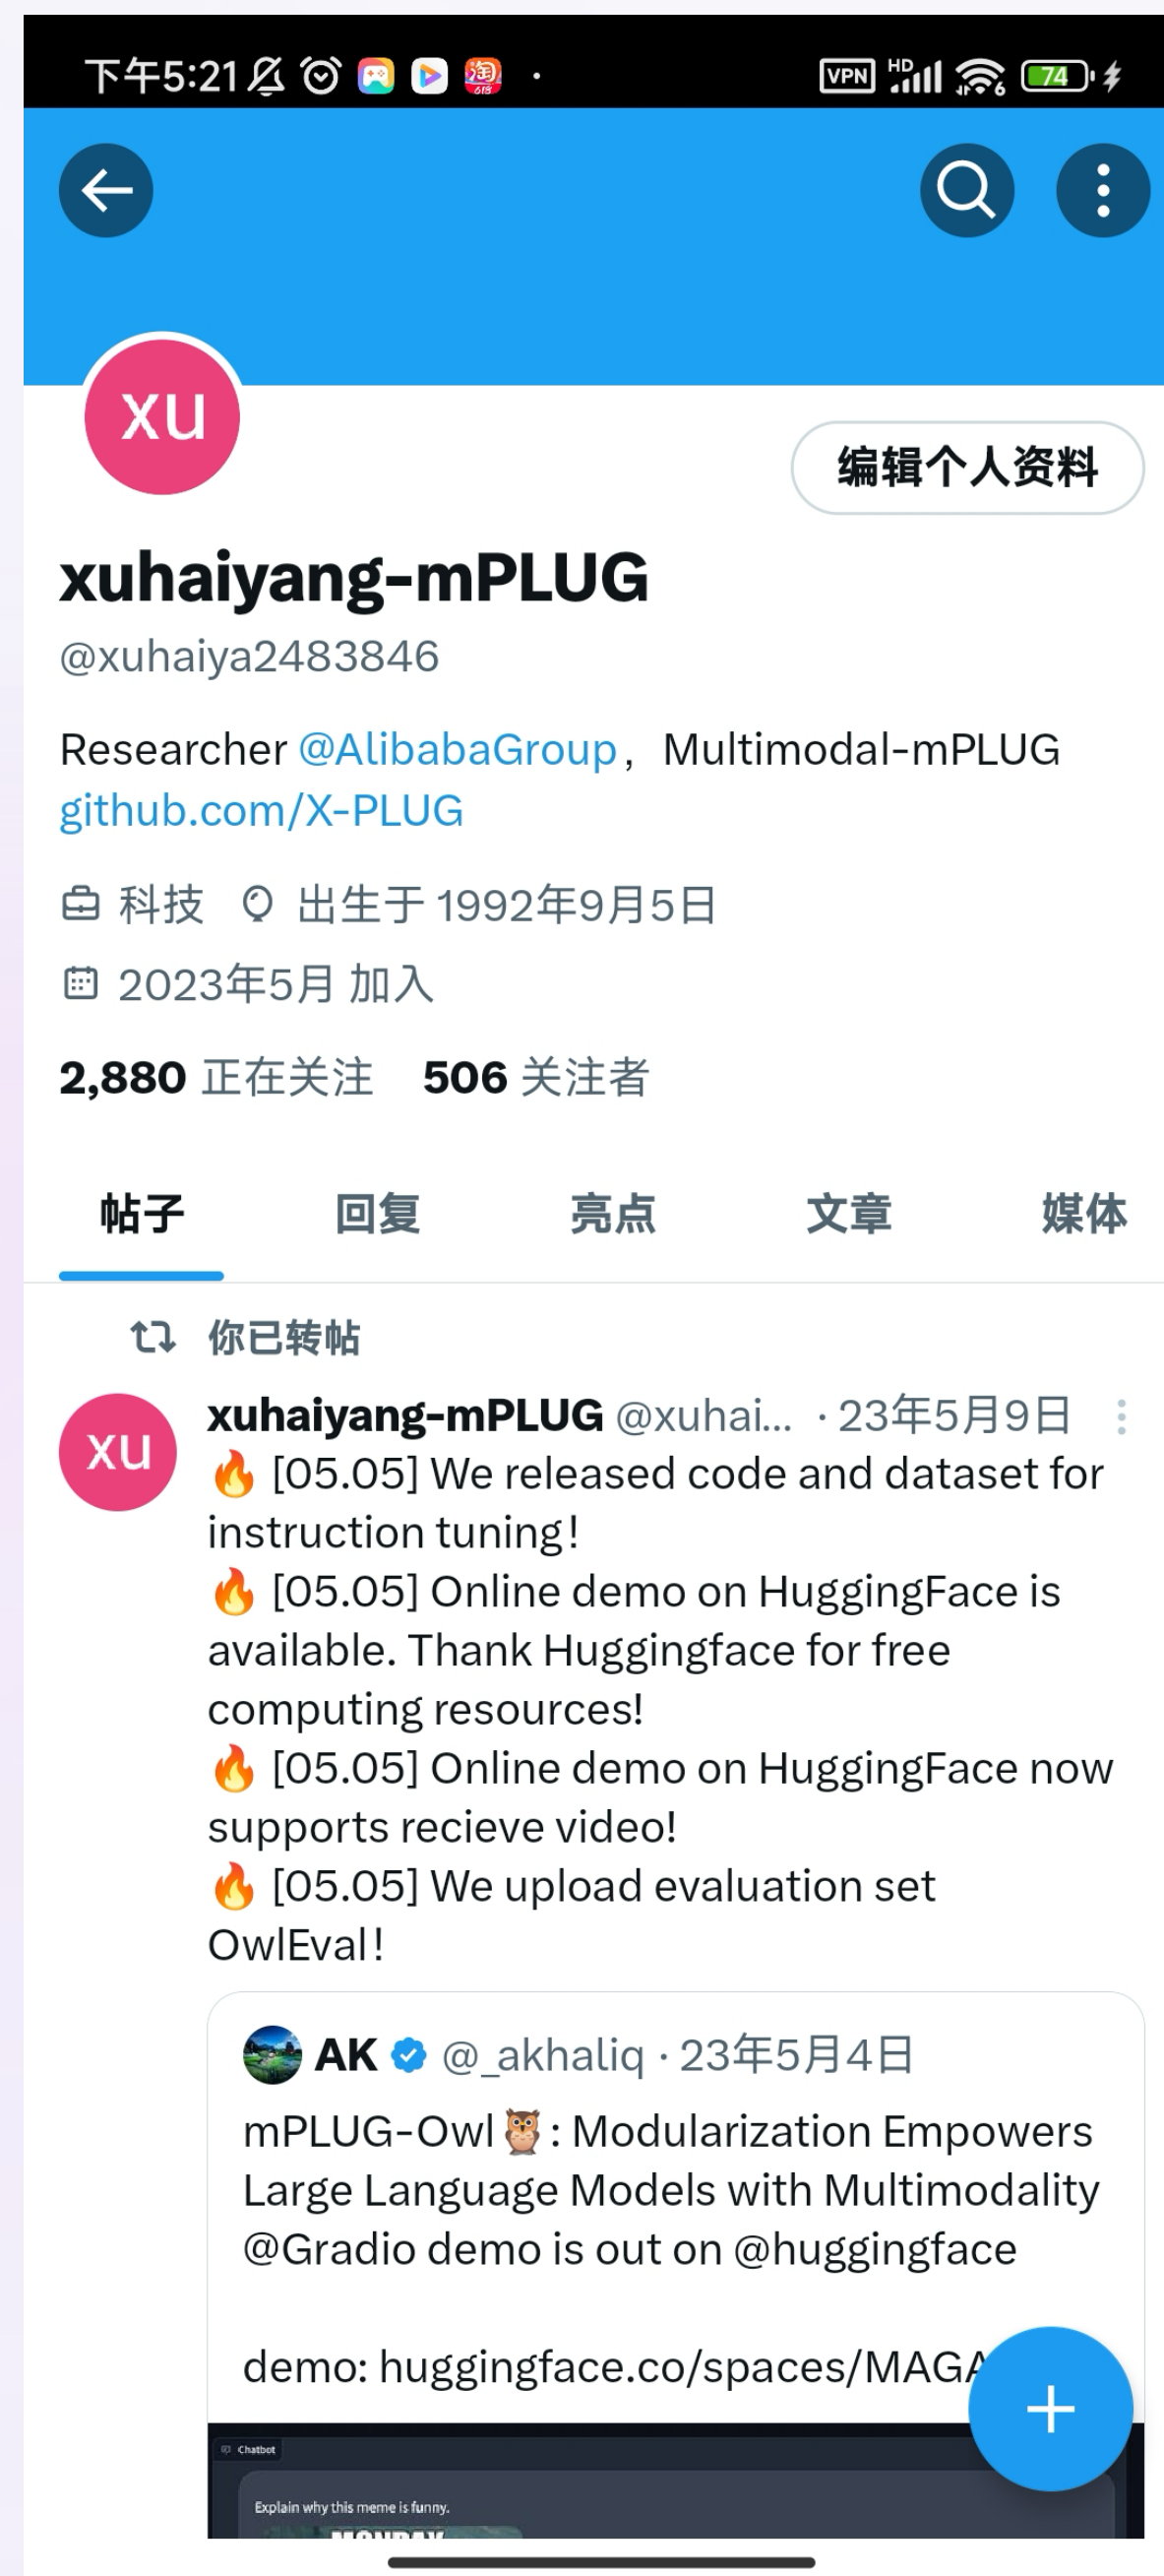 下午5:21
淘
618
VPN HD 6 74
xu
编辑个人资料
xuhaiyang-mPLUG
@xuhaiya2483846
Researcher @AlibabaGroup，Multimodal-mPLUG
github.com/X-PLUG
科技 出生于 1992年9月5日
2023年5月 加入
2,880 正在关注 506 关注者
帖子 回复 亮点 文章 媒体
你已转帖
xu
xuhaiyang-mPLUG @xuhai... · 23年5月9日
🔥 [05.05] We released code and dataset for
instruction tuning!
🔥 [05.05] Online demo on HuggingFace is
available. Thank Huggingface for free
computing resources!
🔥 [05.05] Online demo on HuggingFace now
supports recieve video!
🔥 [05.05] We upload evaluation set
OwlEval!
AK @_akhaliq · 23年5月4日
mPLUG-Owl🦉: Modularization Empowers
Large Language Models with Multimodality
@Gradio demo is out on @huggingface
demo: huggingface.co/spaces/MAGA
Chatbot
Explain why this meme is funny.
MONDAY